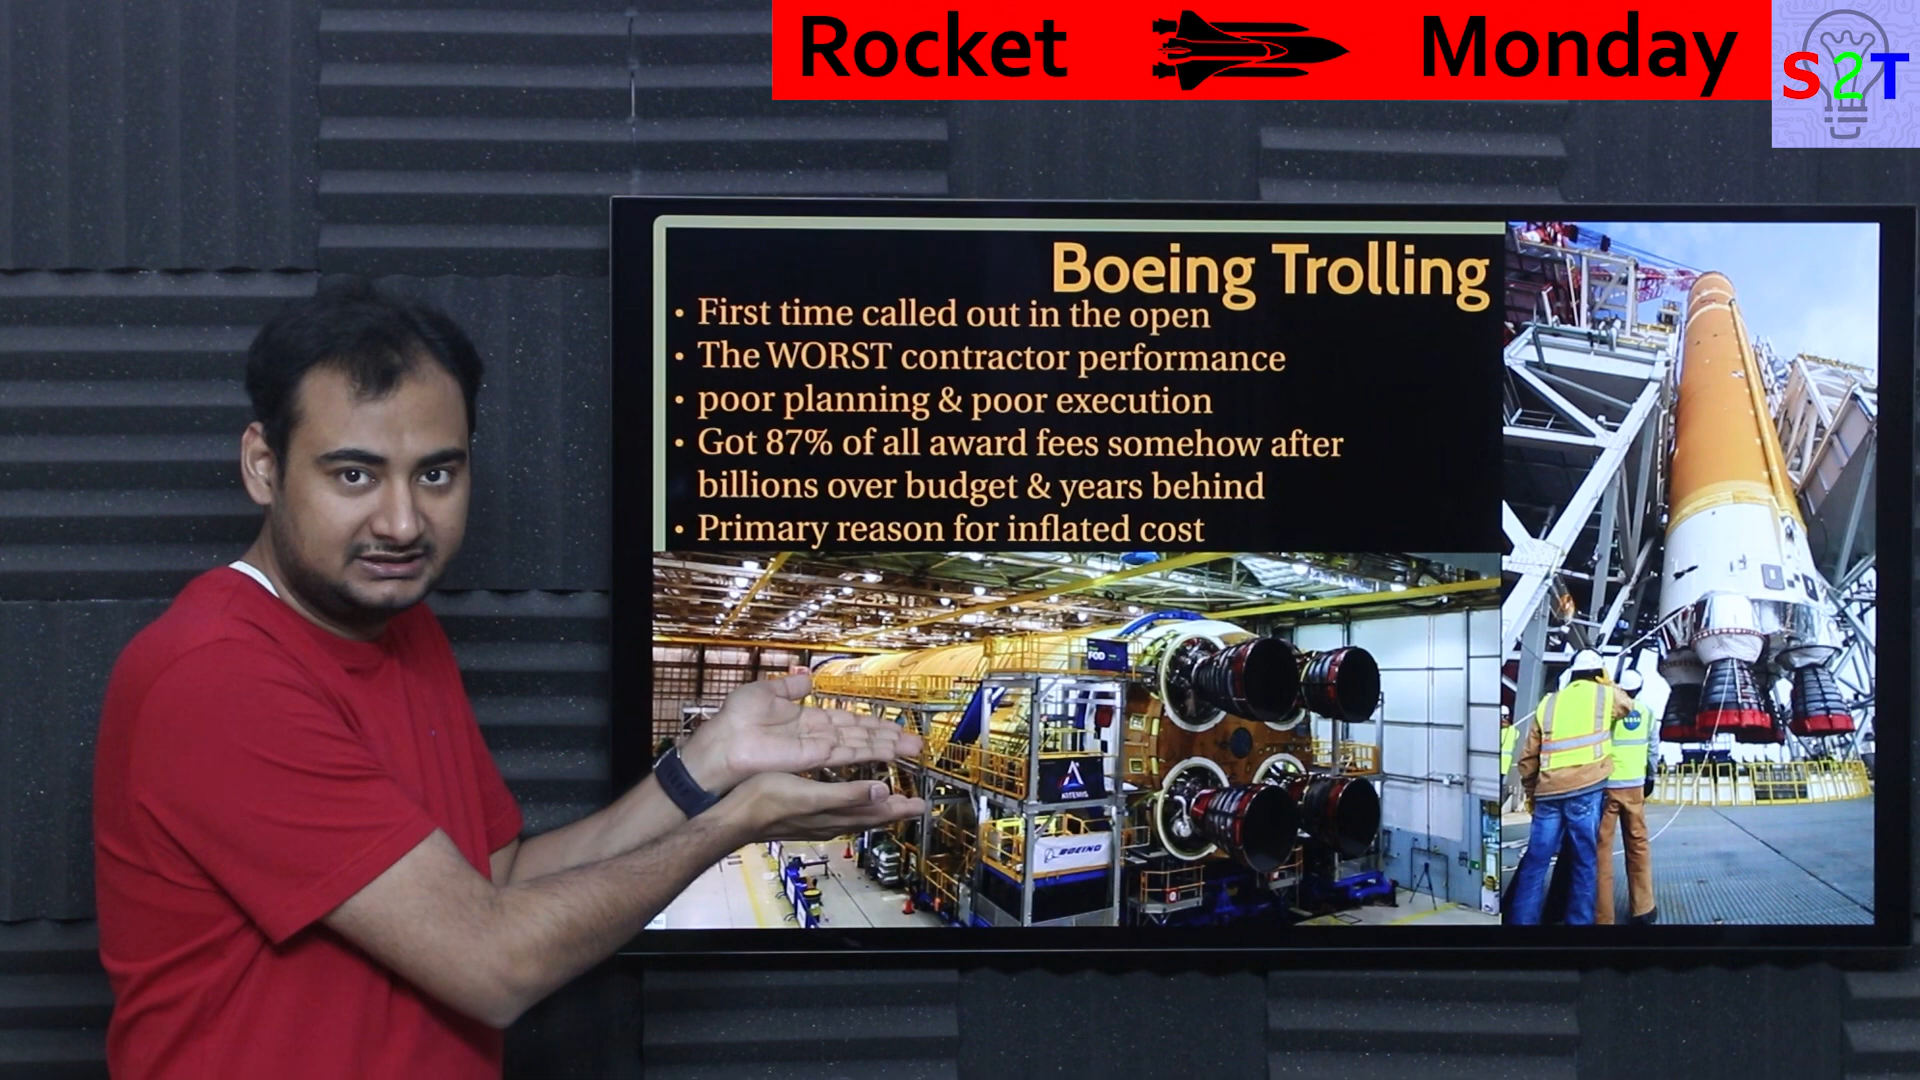 Rocket Monday
S2T
Boeing Trolling
• First time called out in the open
• The WORST contractor performance
• poor planning & poor execution
• Got 87% of all award fees somehow after
billions over budget & years behind
• Primary reason for inflated cost
FOD
ARTEMIS
BOEING
NASA